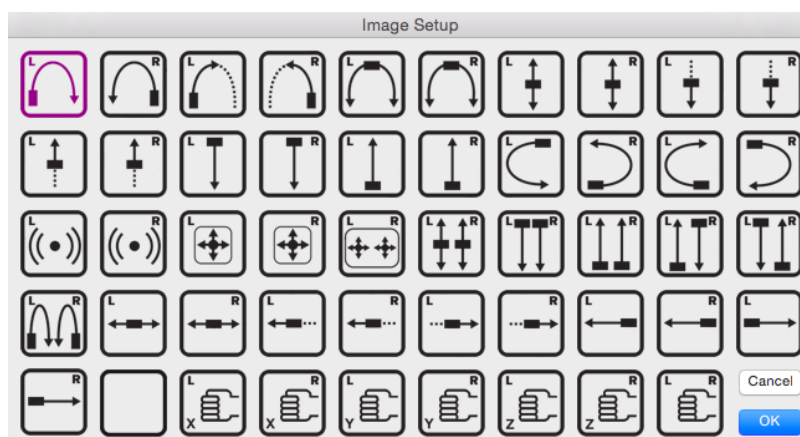 Image Setup
L R L R L R L R L R
L R L R L R L R L R
L R L R L R L R L R L R L R L R
L R L R L R L R L R L
R L R L R L R L R Cancel
X X Y Y Z Z
OK